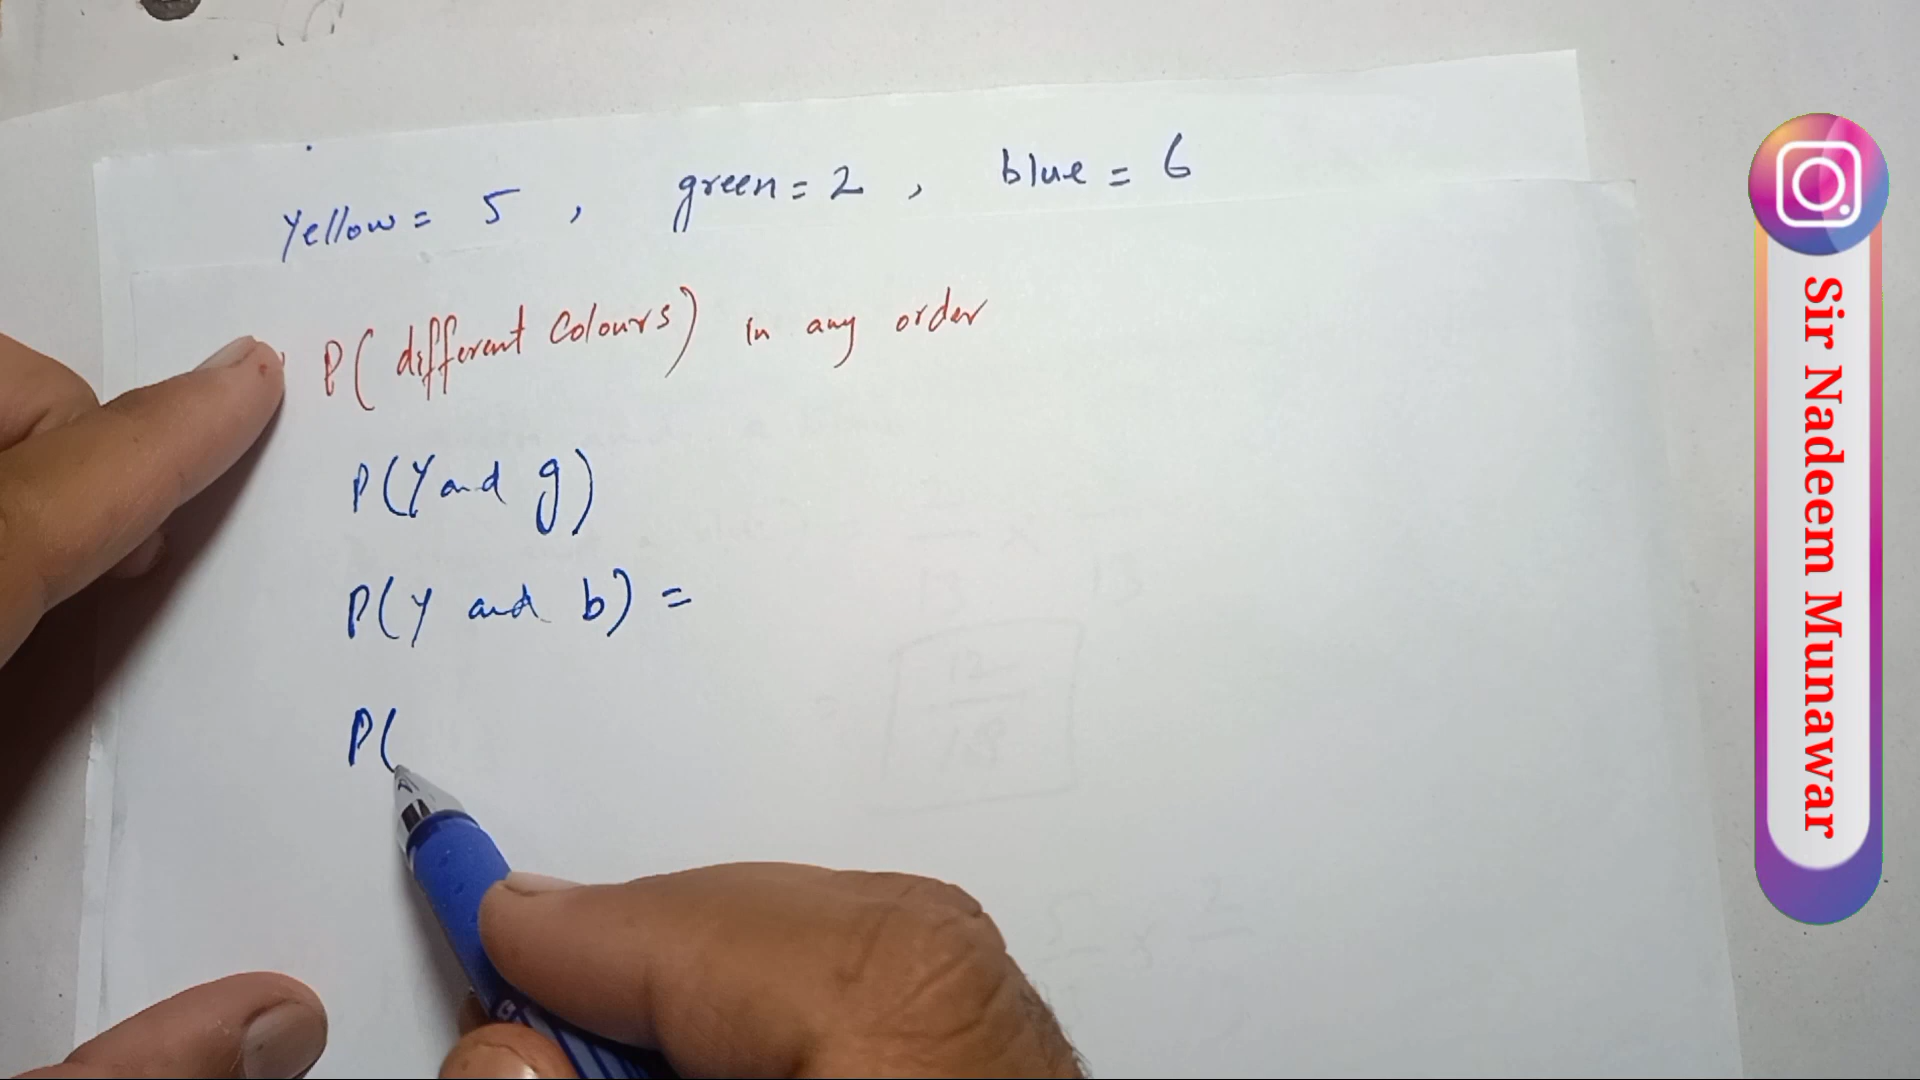 Yellow = 5 , green = 2 , blue = 6
P( different Colours) in any order
P(Y and g)
P(Y and b) =
P(
Sir Nadeem Munawar